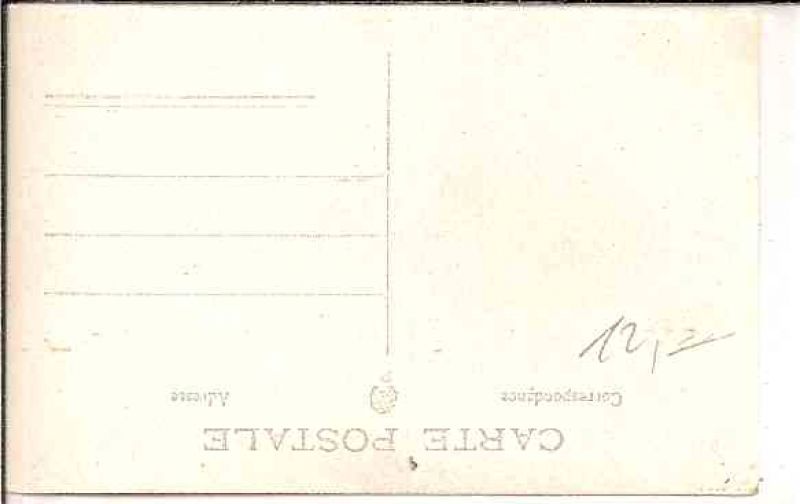 CARTE POSTALE
Correspondance
Adresse
12,-